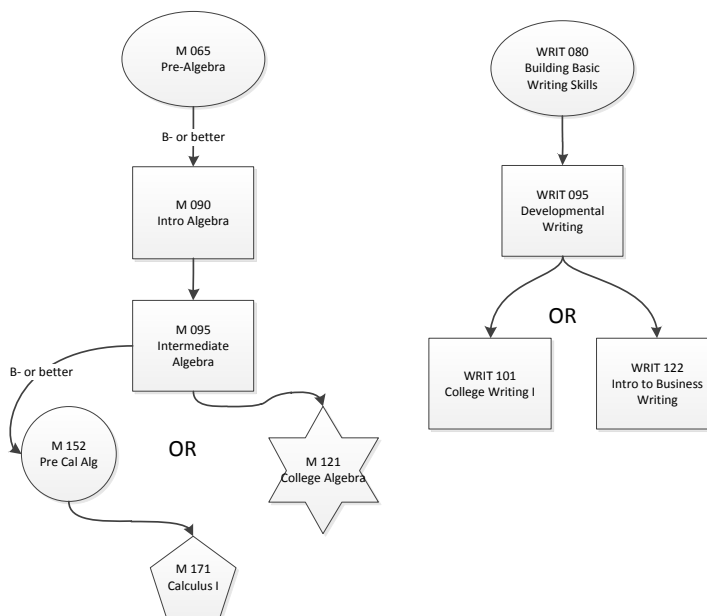 M 065
Pre-Algebra
B- or better
M 090
Intro Algebra
M 095
Intermediate
Algebra
B- or better
M 152
Pre Cal Alg
OR
M 121
College Algebra
M 171
Calculus I
WRIT 080
Building Basic
Writing Skills
WRIT 095
Developmental
Writing
OR
WRIT 101
College Writing I
WRIT 122
Intro to Business
Writing